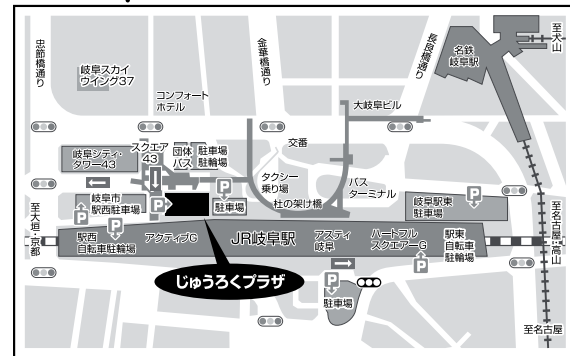 忠節橋通り
金華橋通り
長良橋通り
名鉄
岐阜駅
至犬山
岐阜スカイ
ウイング37
コンフォート
ホテル
大岐阜ビル
岐阜シティ・
タワー43
スクエア
43
団体
バス
駐車場
駐輪場
交番
タクシー
乗り場
バス
ターミナル
杜の架け橋
岐阜市
駅西駐車場
P
P
P
駐車場
岐阜駅東
駐車場
P
至大垣・京都
P
駅西
自転車駐輪場
アクティブG
JR岐阜駅
アスティ
岐阜
ハートフル
スクエアーG
P
駅東
自転車
駐輪場
至名古屋・高山
じゅうろくプラザ
P
駐車場
至名古屋